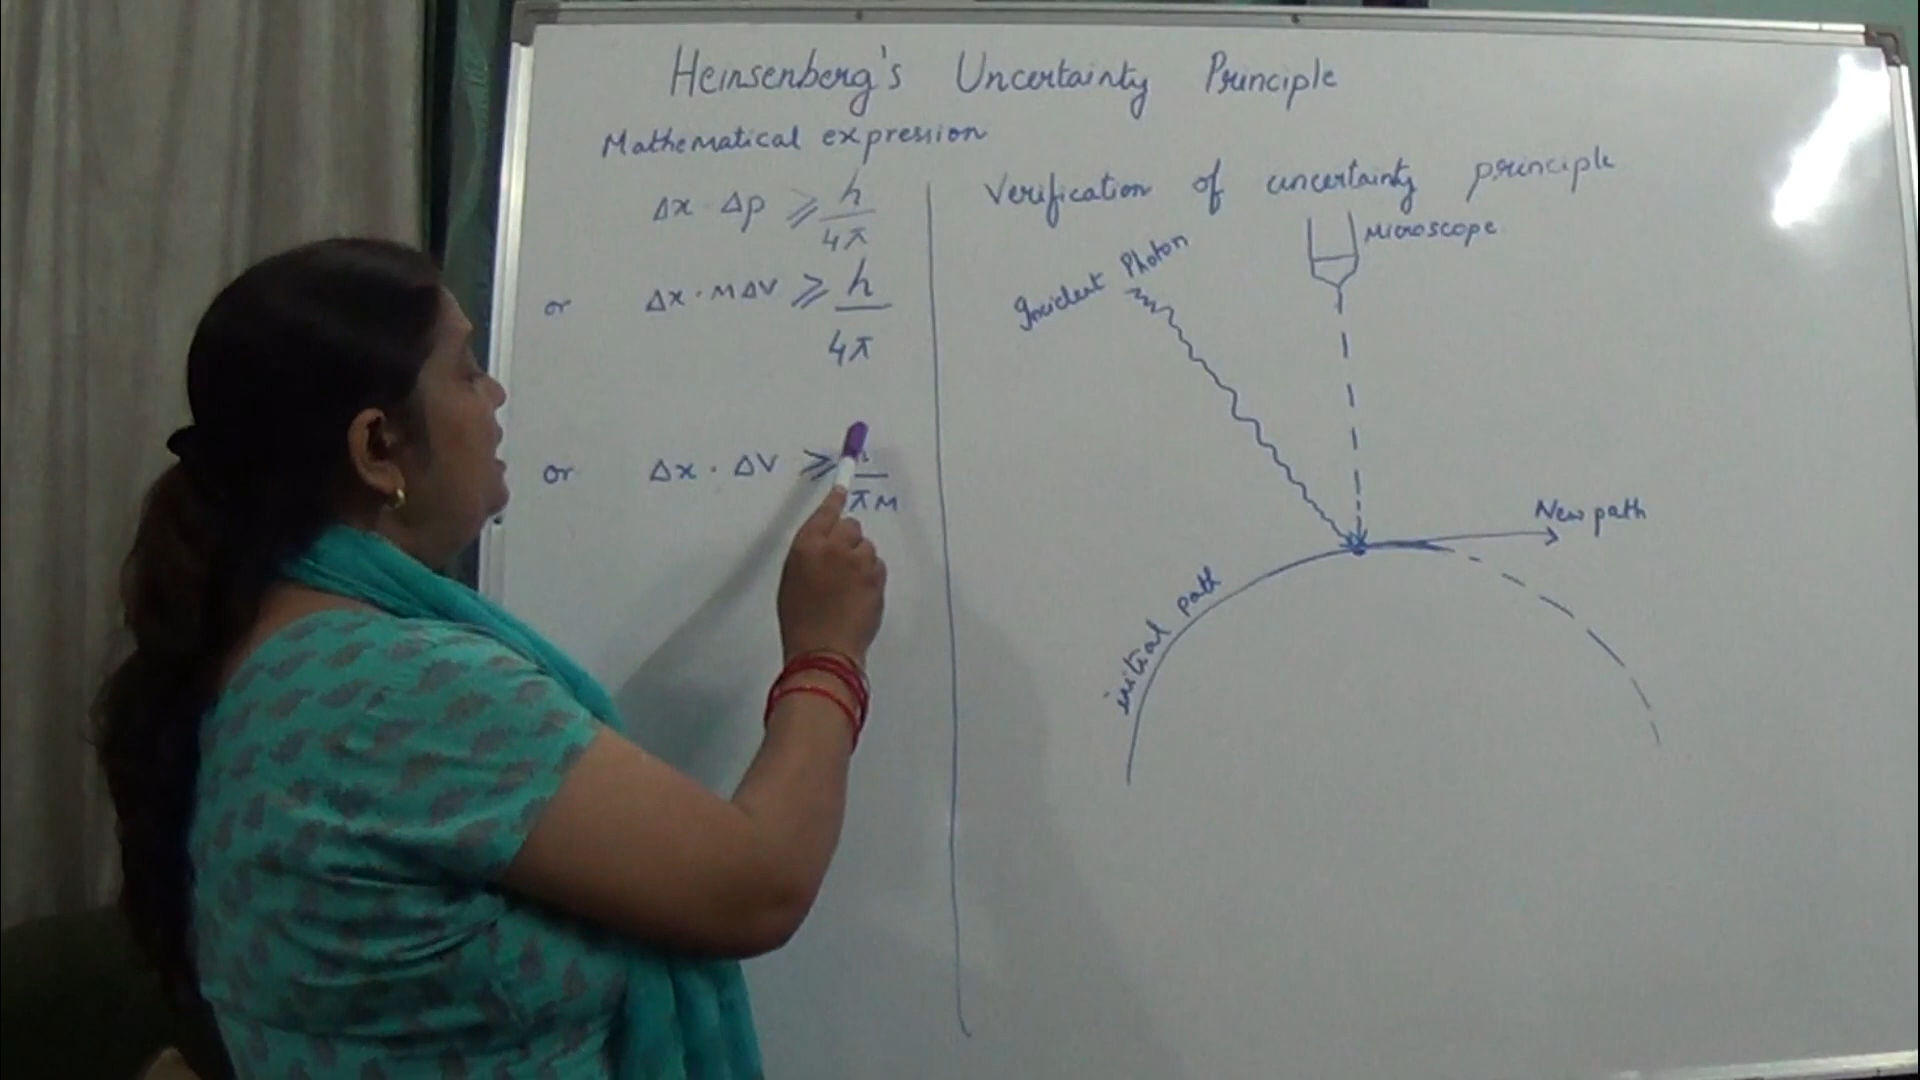 Heinsenberg's Uncertainty Principle
Mathematical expression
Δx · Δp ⩾ h
4π
or Δx · MΔV ⩾ h
4π
or Δx · ΔV ⩾
πM
Verification of uncertainty principle
Microscope
Incident Photon
New path
initial path